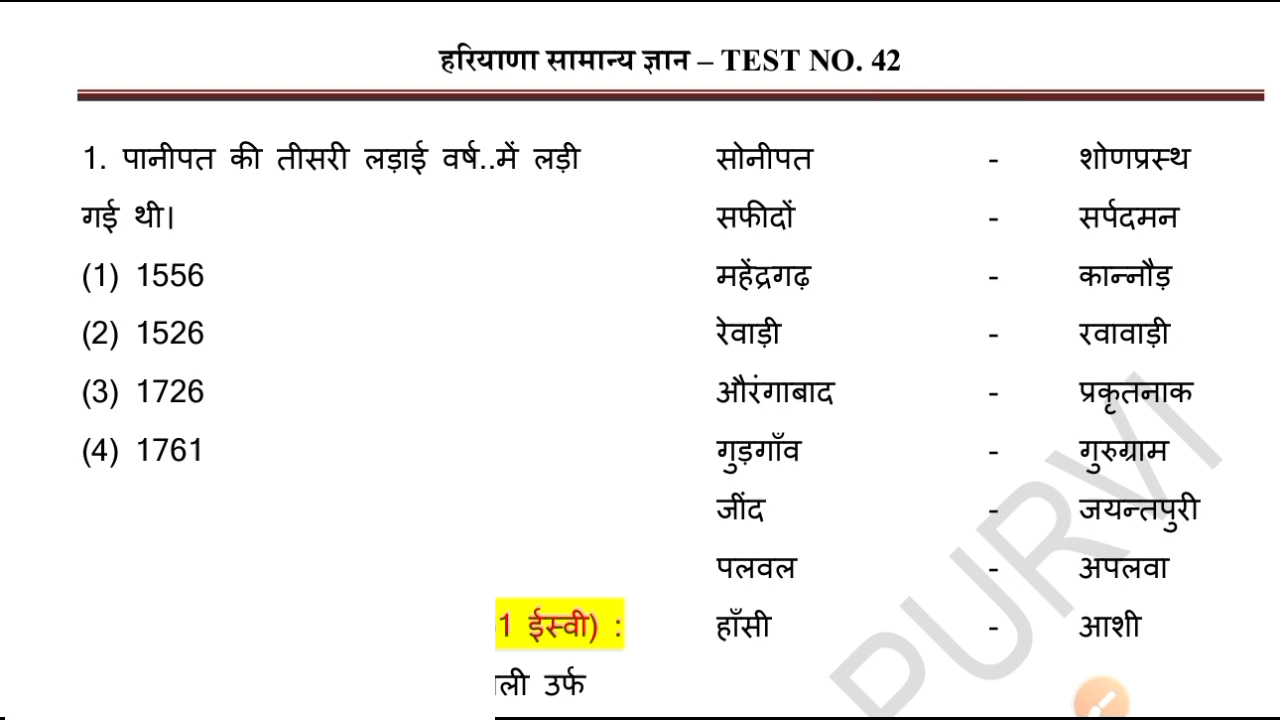 हरियाणा सामान्य ज्ञान – TEST NO. 42
1. पानीपत की तीसरी लड़ाई वर्ष..में लड़ी
गई थी।
(1) 1556
(2) 1526
(3) 1726
(4) 1761
1 ईस्वी) :
ली उर्फ
सोनीपत - शोणप्रस्थ
सफीदों - सर्पदमन
महेंद्रगढ़ - कान्नौड़
रेवाड़ी - रवावाड़ी
औरंगाबाद - प्रकृतनाक
गुड़गाँव - गुरुग्राम
जींद - जयन्तपुरी
पलवल - अपलवा
हाँसी - आशी
PURVI